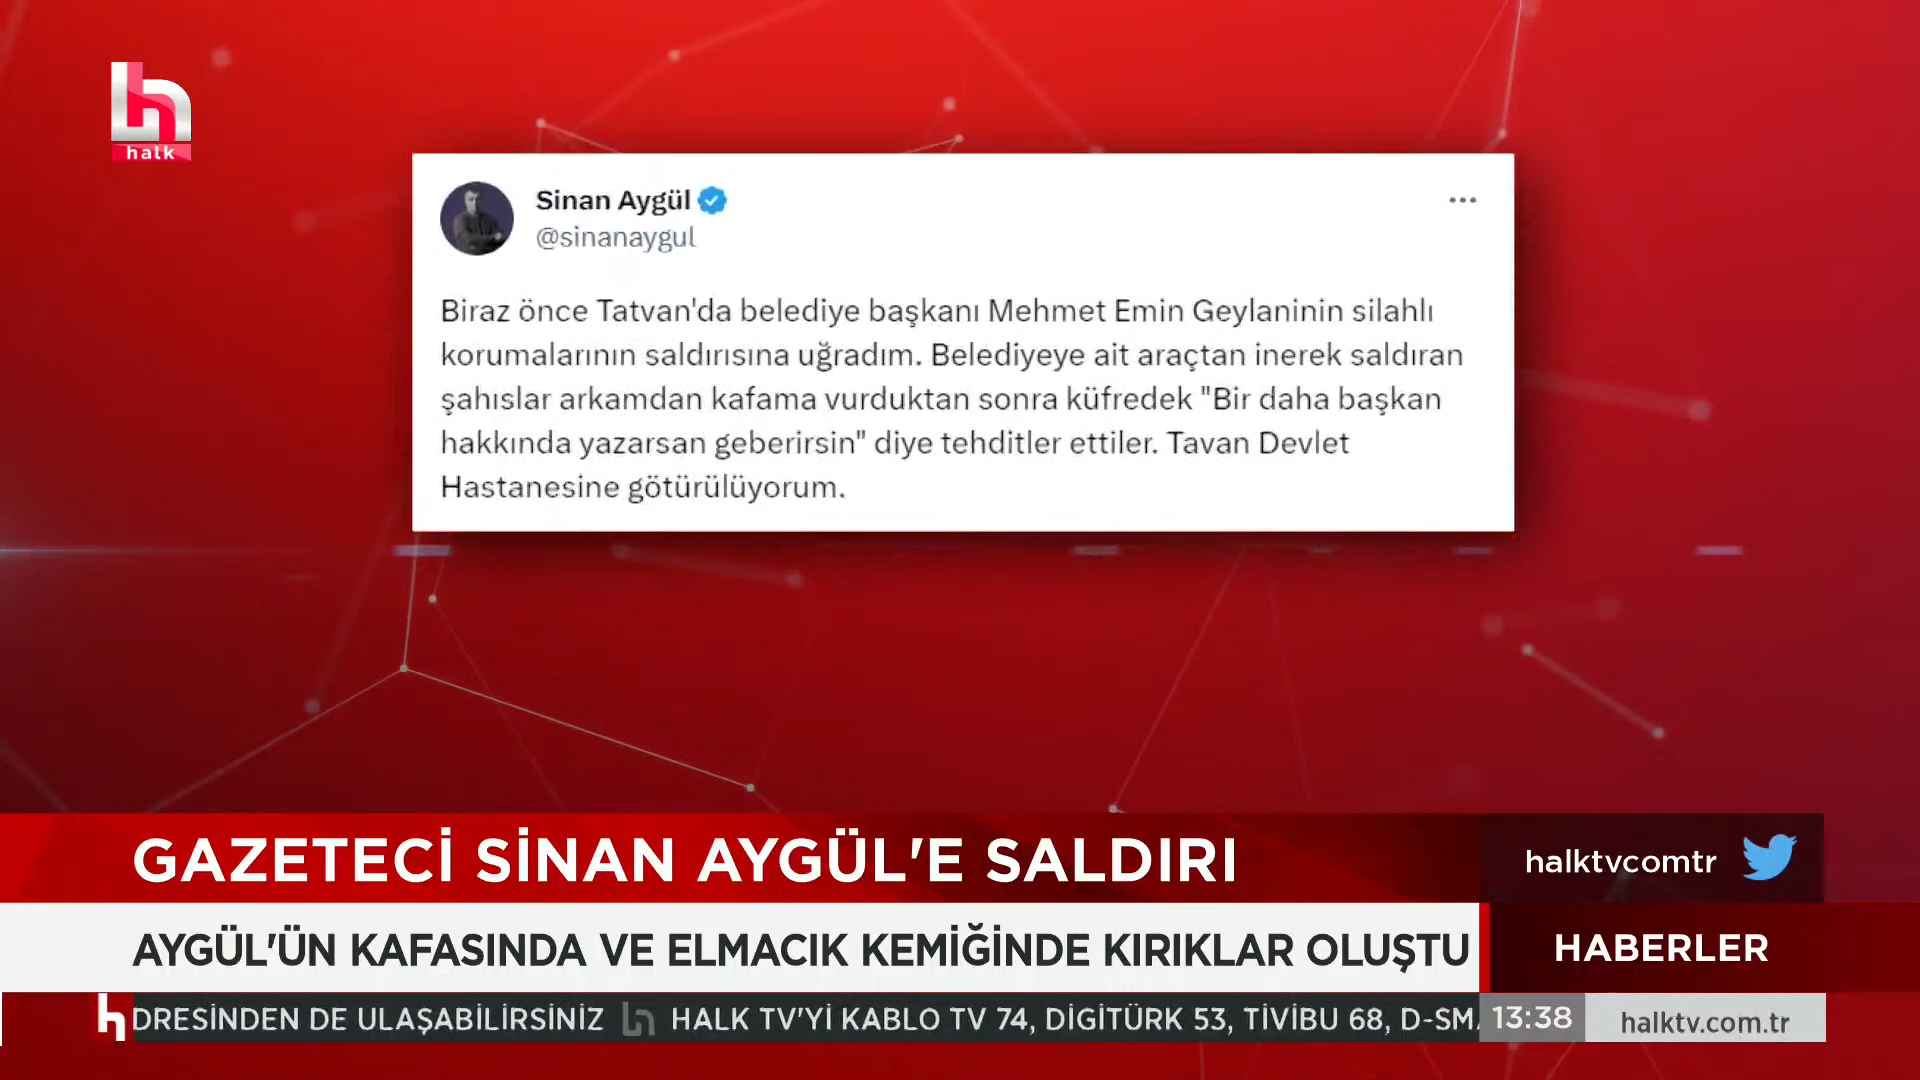 halk
Sinan Aygül
@sinanaygul
Biraz önce Tatvan'da belediye başkanı Mehmet Emin Geylaninin silahlı
korumalarının saldırısına uğradım. Belediyeye ait araçtan inerek saldıran
şahıslar arkamdan kafama vurduktan sonra küfredek "Bir daha başkan
hakkında yazarsan geberirsin" diye tehditler ettiler. Tavan Devlet
Hastanesine götürülüyorum.
GAZETECİ SİNAN AYGÜL'E SALDIRI
halktvcomtr
AYGÜL'ÜN KAFASINDA VE ELMACIK KEMİĞİNDE KIRIKLAR OLUŞTU
HABERLER
DRESİNDEN DE ULAŞABİLİRSİNİZ HALK TV'Yİ KABLO TV 74, DİGİTÜRK 53, TİVİBU 68, D-SM
13:38
halktv.com.tr